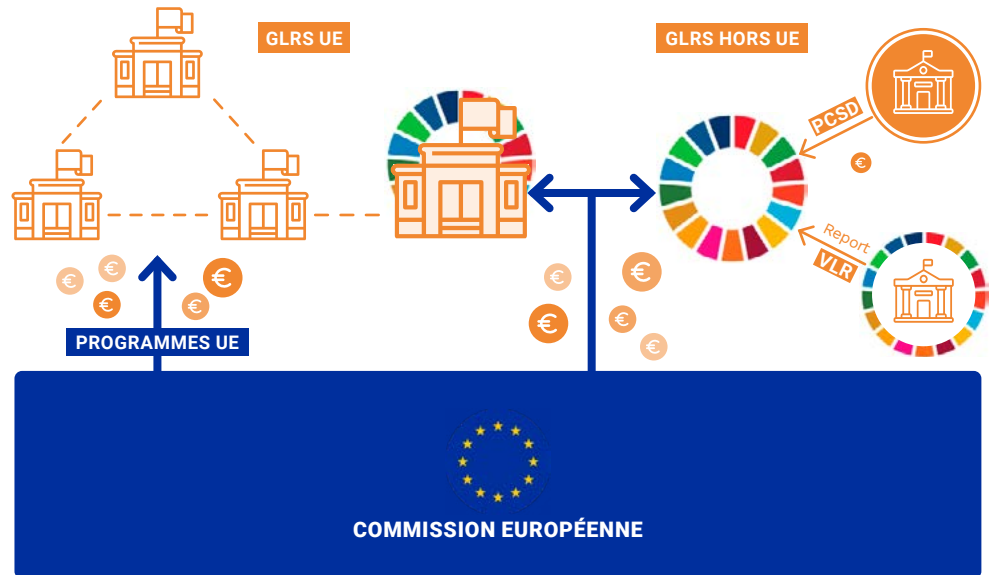 GLRS UE
GLRS HORS UE
PCSD
€
Report
VLR
€
€
€
€
€
€
€
€
€
€
PROGRAMMES UE
COMMISSION EUROPÉENNE